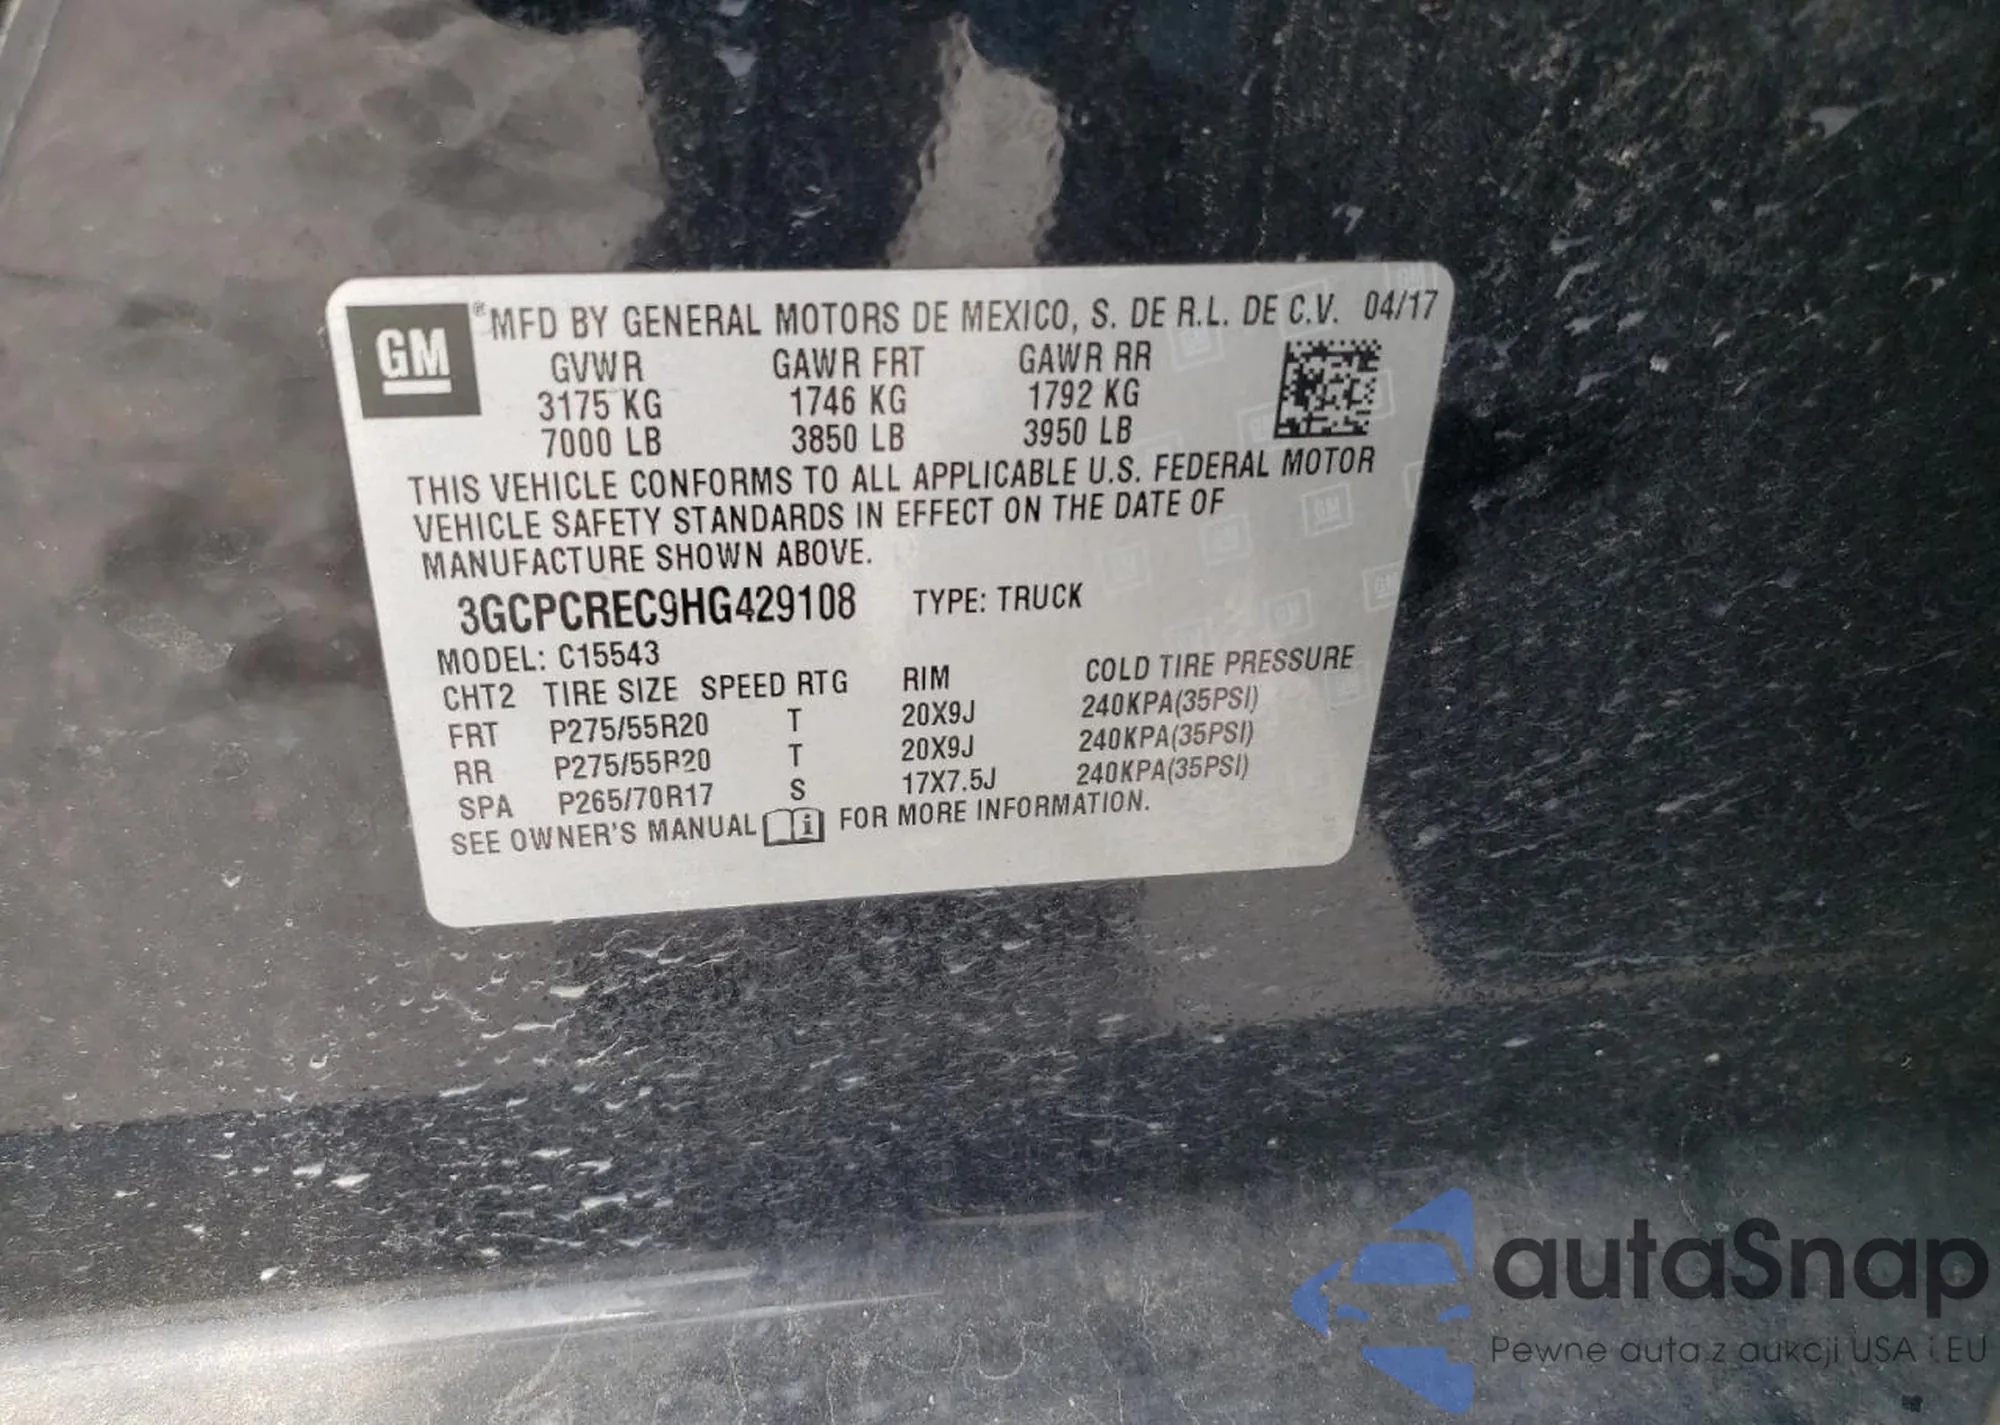 GM ® MFD BY GENERAL MOTORS DE MEXICO, S. DE R.L. DE C.V. 04/17
GVWR GAWR FRT GAWR RR
3175 KG 1746 KG 1792 KG
7000 LB 3850 LB 3950 LB
THIS VEHICLE CONFORMS TO ALL APPLICABLE U.S. FEDERAL MOTOR
VEHICLE SAFETY STANDARDS IN EFFECT ON THE DATE OF
MANUFACTURE SHOWN ABOVE.
3GCPCREC9HG429108 TYPE: TRUCK
MODEL: C15543
CHT2 TIRE SIZE SPEED RTG RIM COLD TIRE PRESSURE
FRT P275/55R20 T 20X9J 240KPA(35PSI)
RR P275/55R20 T 20X9J 240KPA(35PSI)
SPA P265/70R17 S 17X7.5J 240KPA(35PSI)
SEE OWNER'S MANUAL i FOR MORE INFORMATION.
autaSnap
Pewne auta z aukcji USA i EU